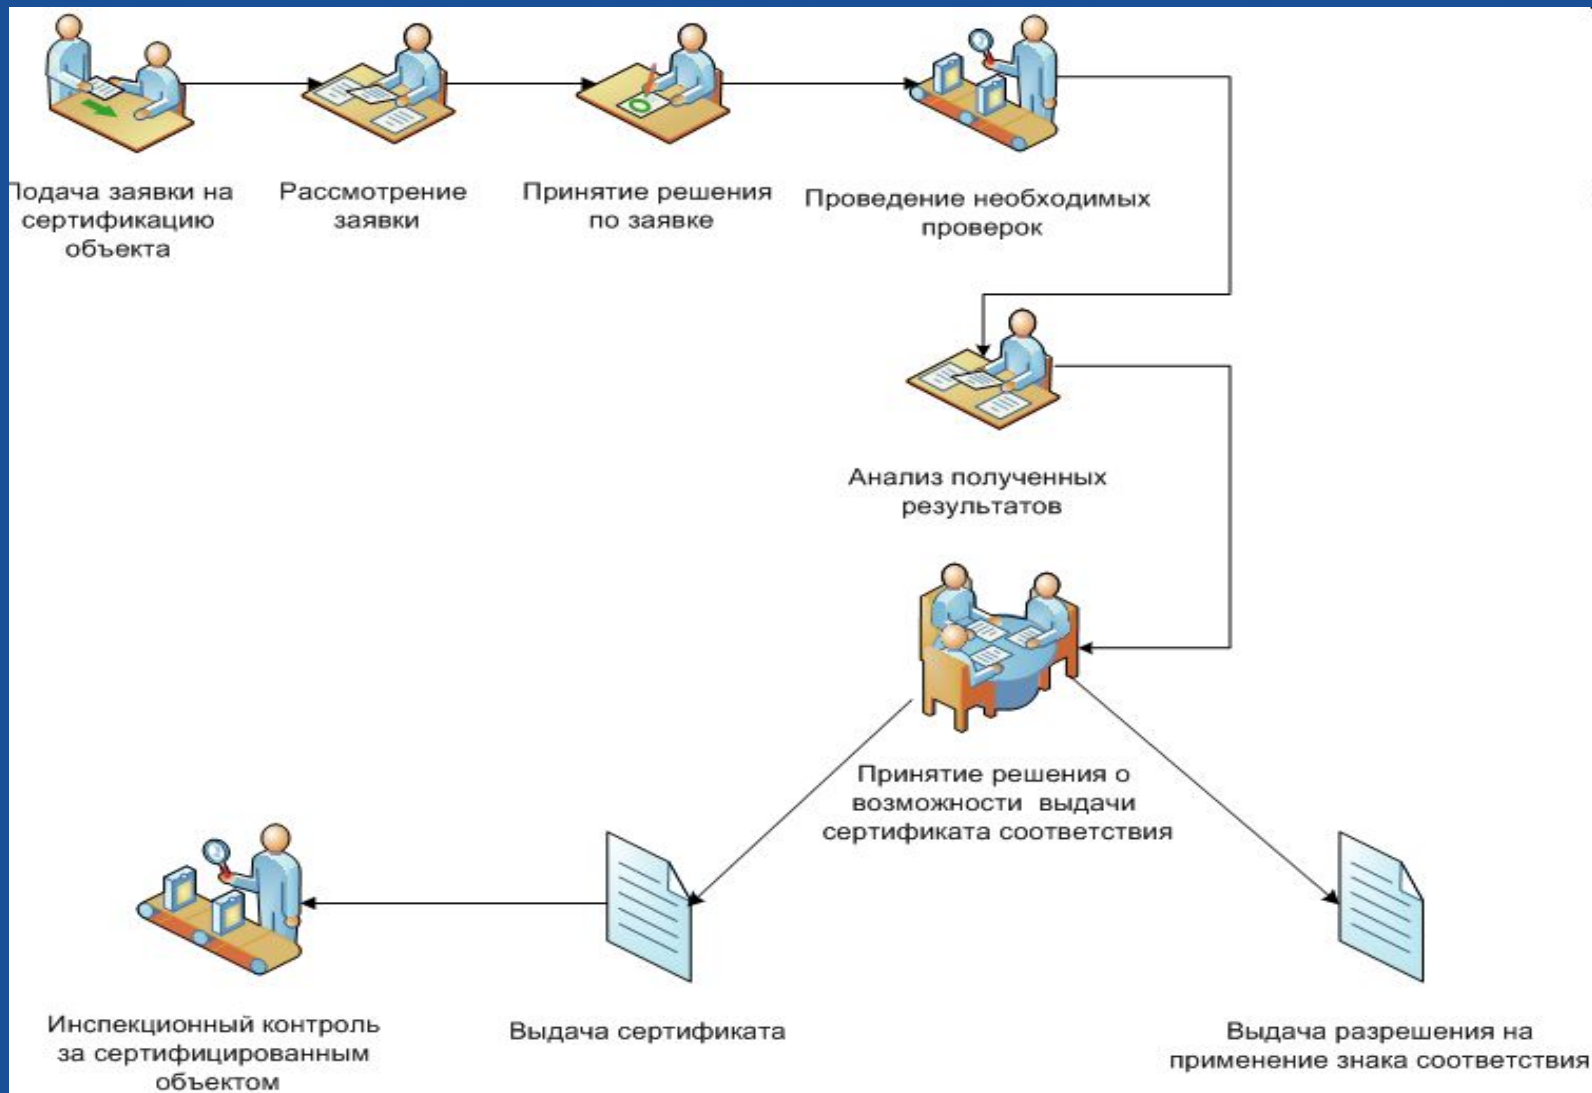 Подача заявки на
сертификацию
объекта
Рассмотрение
заявки
Принятие решения
по заявке
Проведение необходимых
проверок
Анализ полученных
результатов
Принятие решения о
возможности выдачи
сертификата соответствия
Инспекционный контроль
за сертифицированным
объектом
Выдача сертификата
Выдача разрешения на
применение знака соответствия